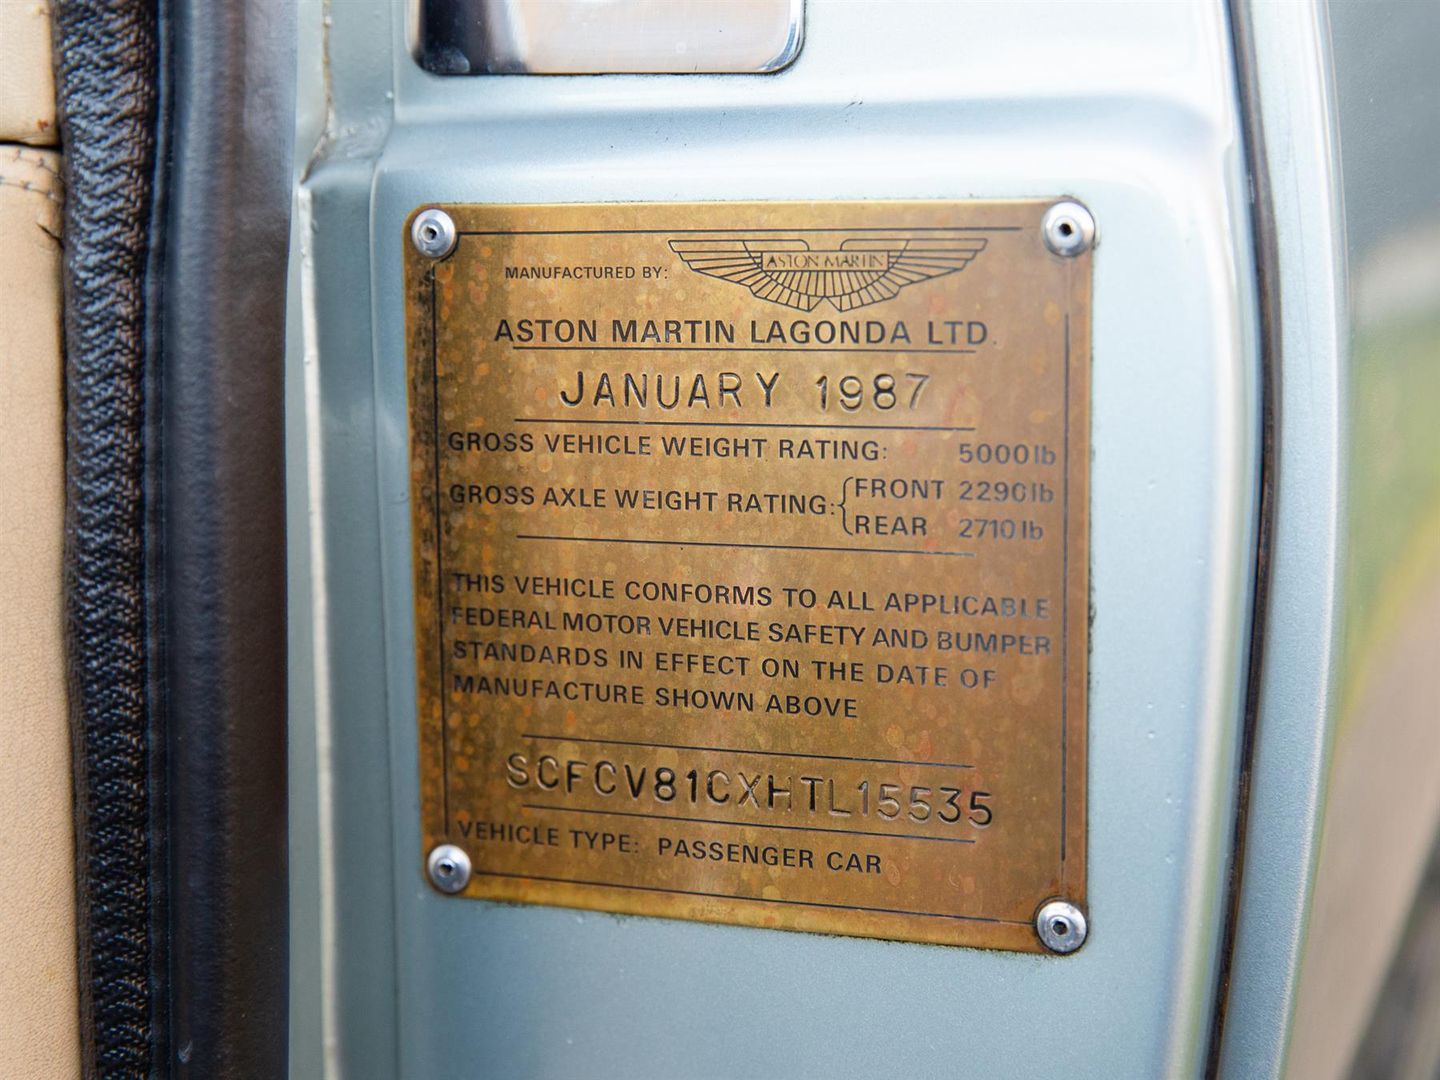 ASTON MARTIN
MANUFACTURED BY:
ASTON MARTIN LAGONDA LTD.
JANUARY 1987
GROSS VEHICLE WEIGHT RATING: 5000lb
GROSS AXLE WEIGHT RATING: { FRONT 2290lb
REAR 2710lb
THIS VEHICLE CONFORMS TO ALL APPLICABLE
FEDERAL MOTOR VEHICLE SAFETY AND BUMPER
STANDARDS IN EFFECT ON THE DATE OF
MANUFACTURE SHOWN ABOVE
SCFCV81CXHTL15535
VEHICLE TYPE: PASSENGER CAR